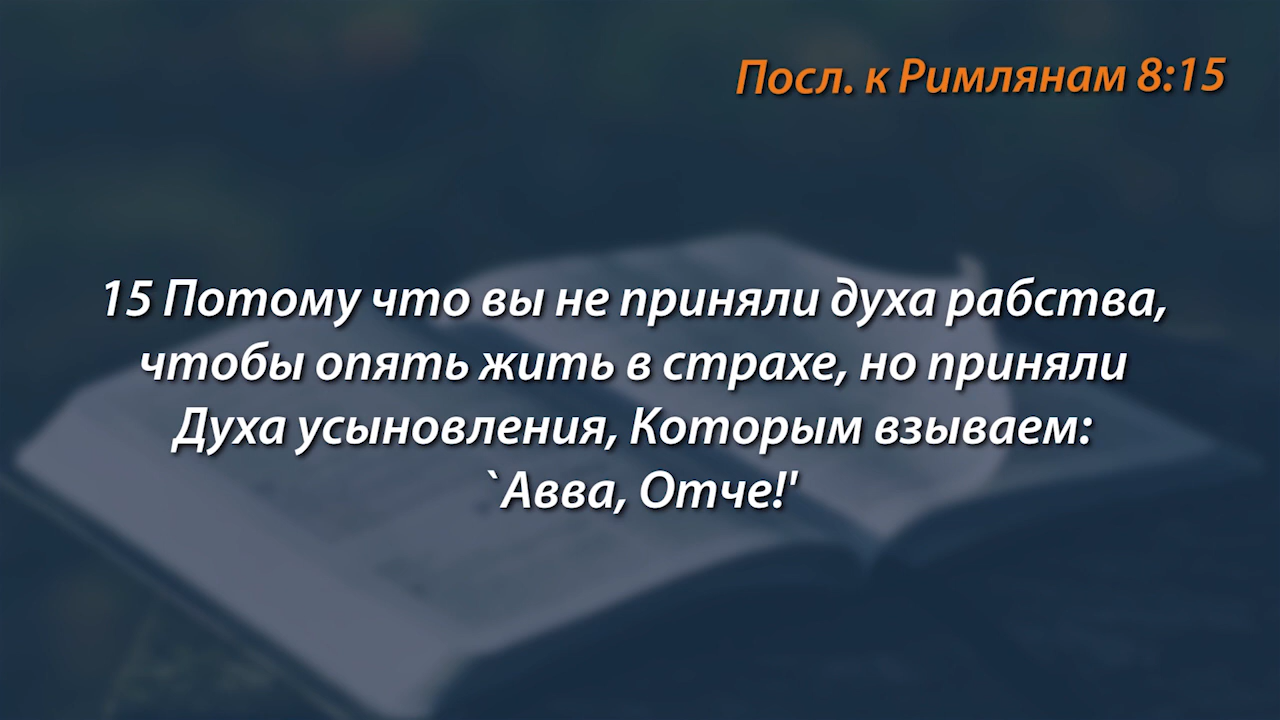 Посл. к Римлянам 8:15
15 Потому что вы не приняли духа рабства,
чтобы опять жить в страхе, но приняли
Духа усыновления, Которым взываем:
`Авва, Отче!'